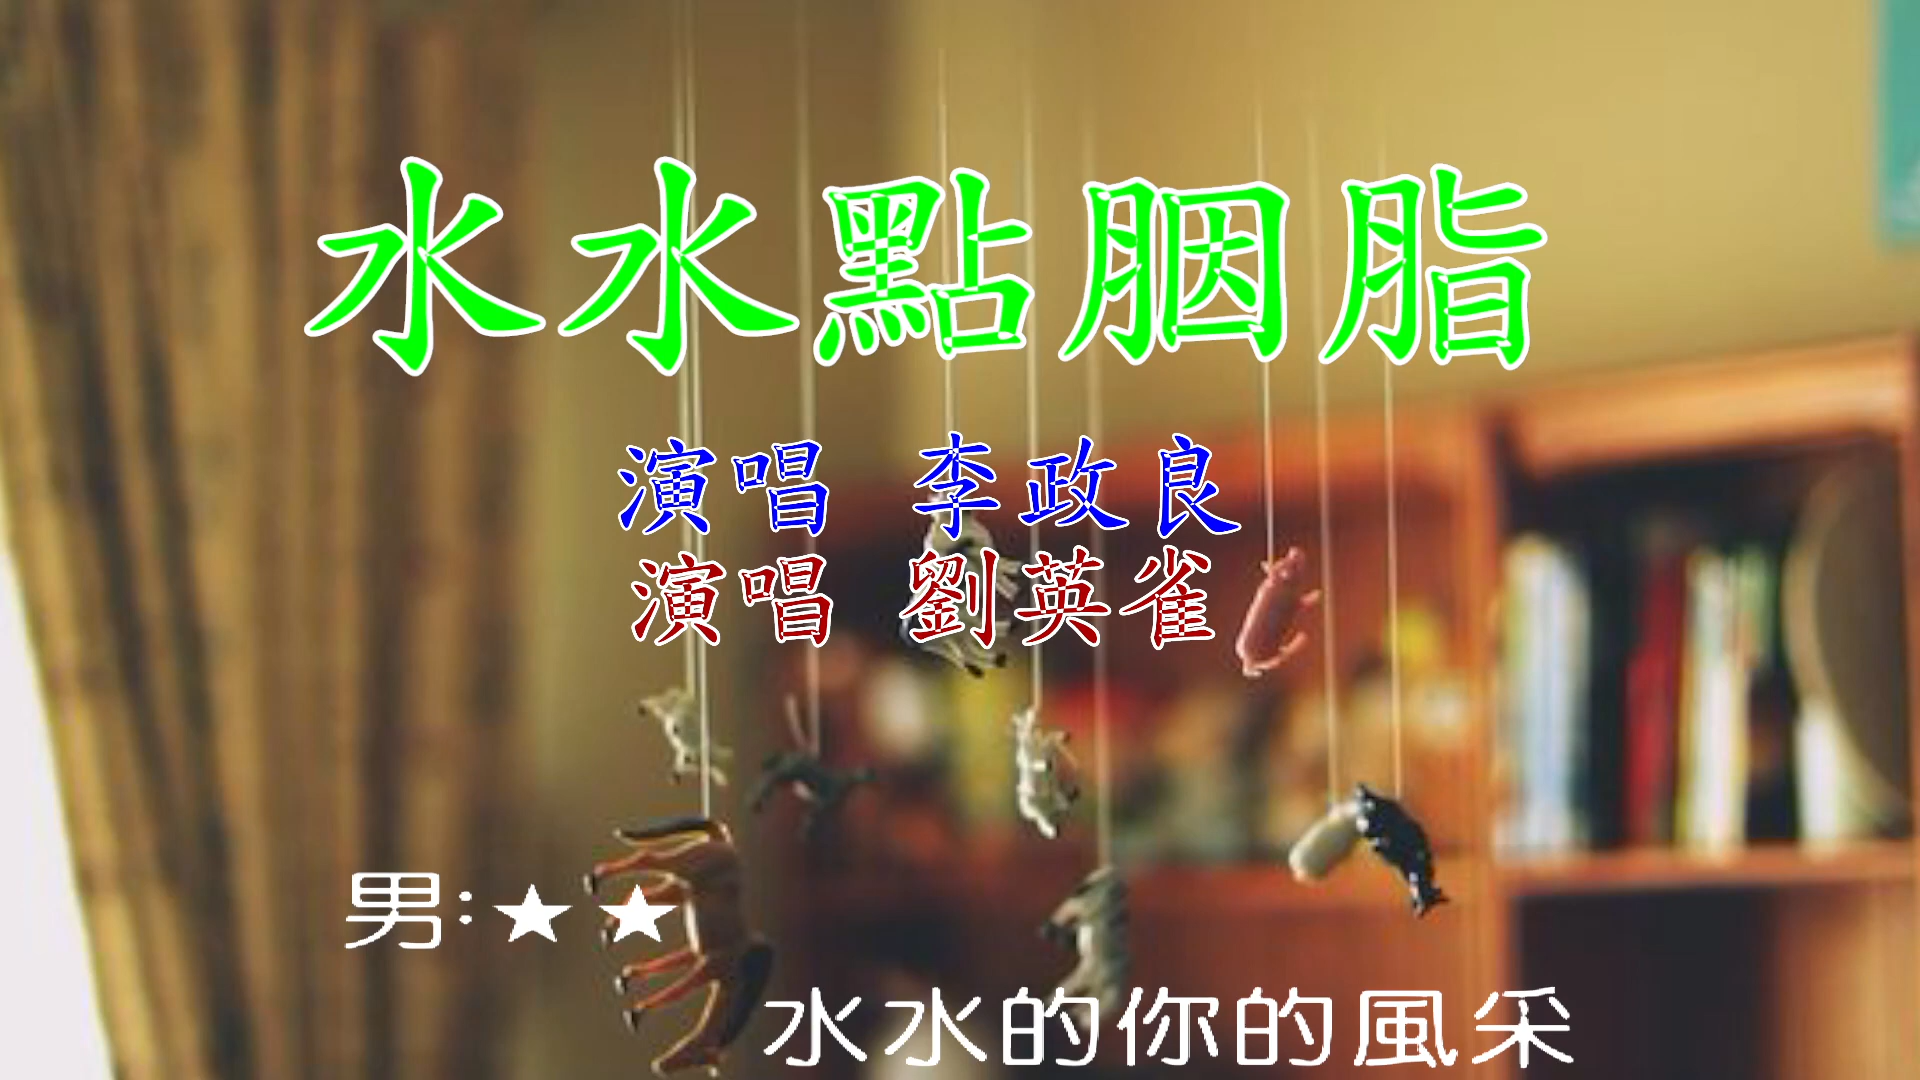 水水點胭脂
演唱 李政良
演唱 劉英雀
男:★★
水水的你的風采